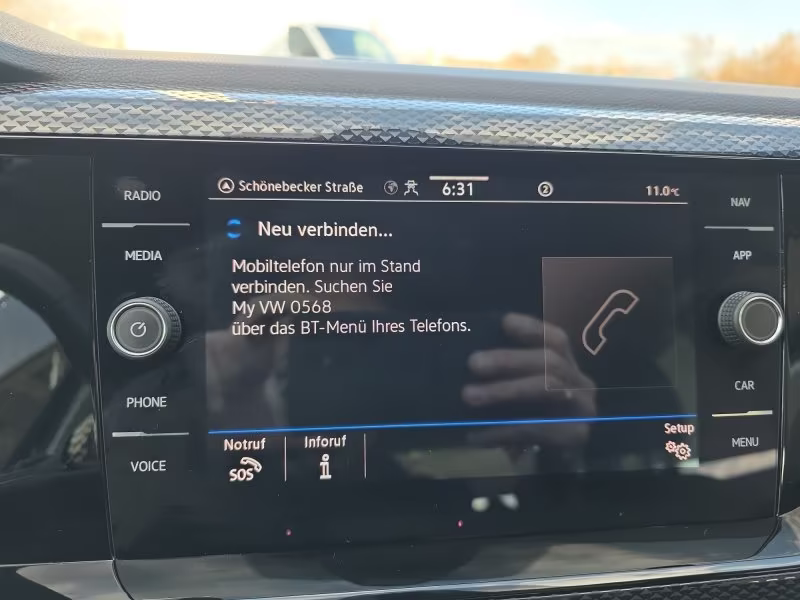 RADIO
MEDIA
PHONE
VOICE
Schönebecker Straße 6:31 2 11.0°C
Neu verbinden...
Mobiltelefon nur im Stand
verbinden. Suchen Sie
My VW 0568
über das BT-Menü Ihres Telefons.
Notruf Inforuf Setup
SOS
NAV
APP
CAR
MENU